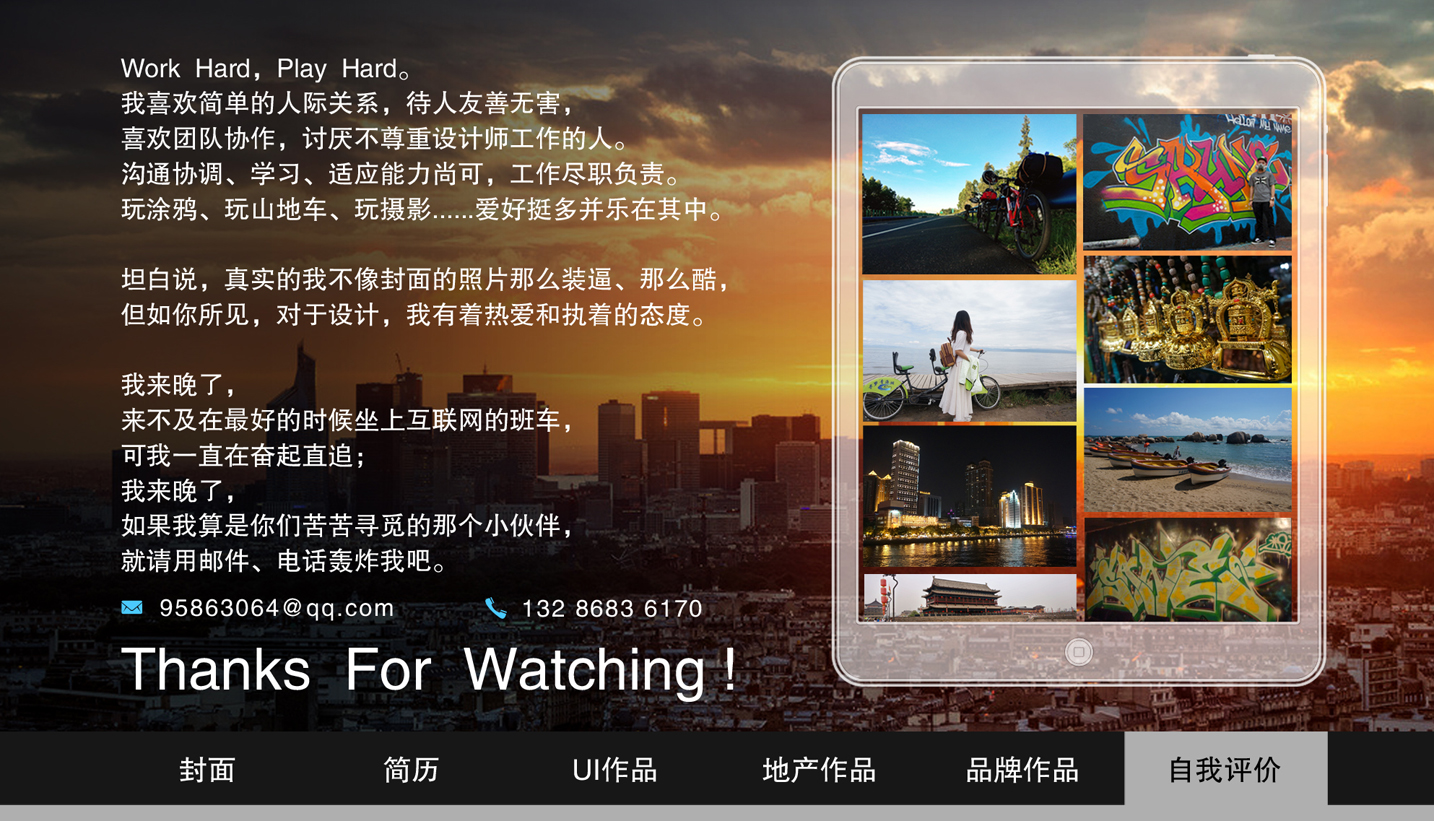 Work Hard，Play Hard。
我喜欢简单的人际关系，待人友善无害，
喜欢团队协作，讨厌不尊重设计师工作的人。
沟通协调、学习、适应能力尚可，工作尽职负责。
玩涂鸦、玩山地车、玩摄影......爱好挺多并乐在其中。
坦白说，真实的我不像封面的照片那么装逼、那么酷，
但如你所见，对于设计，我有着热爱和执着的态度。
我来晚了，
来不及在最好的时候坐上互联网的班车，
可我一直在奋起直追；
我来晚了，
如果我算是你们苦苦寻觅的那个小伙伴，
就请用邮件、电话轰炸我吧。
95863064@qq.com 132 8683 6170
Thanks For Watching !
封面 简历 UI作品 地产作品 品牌作品 自我评价